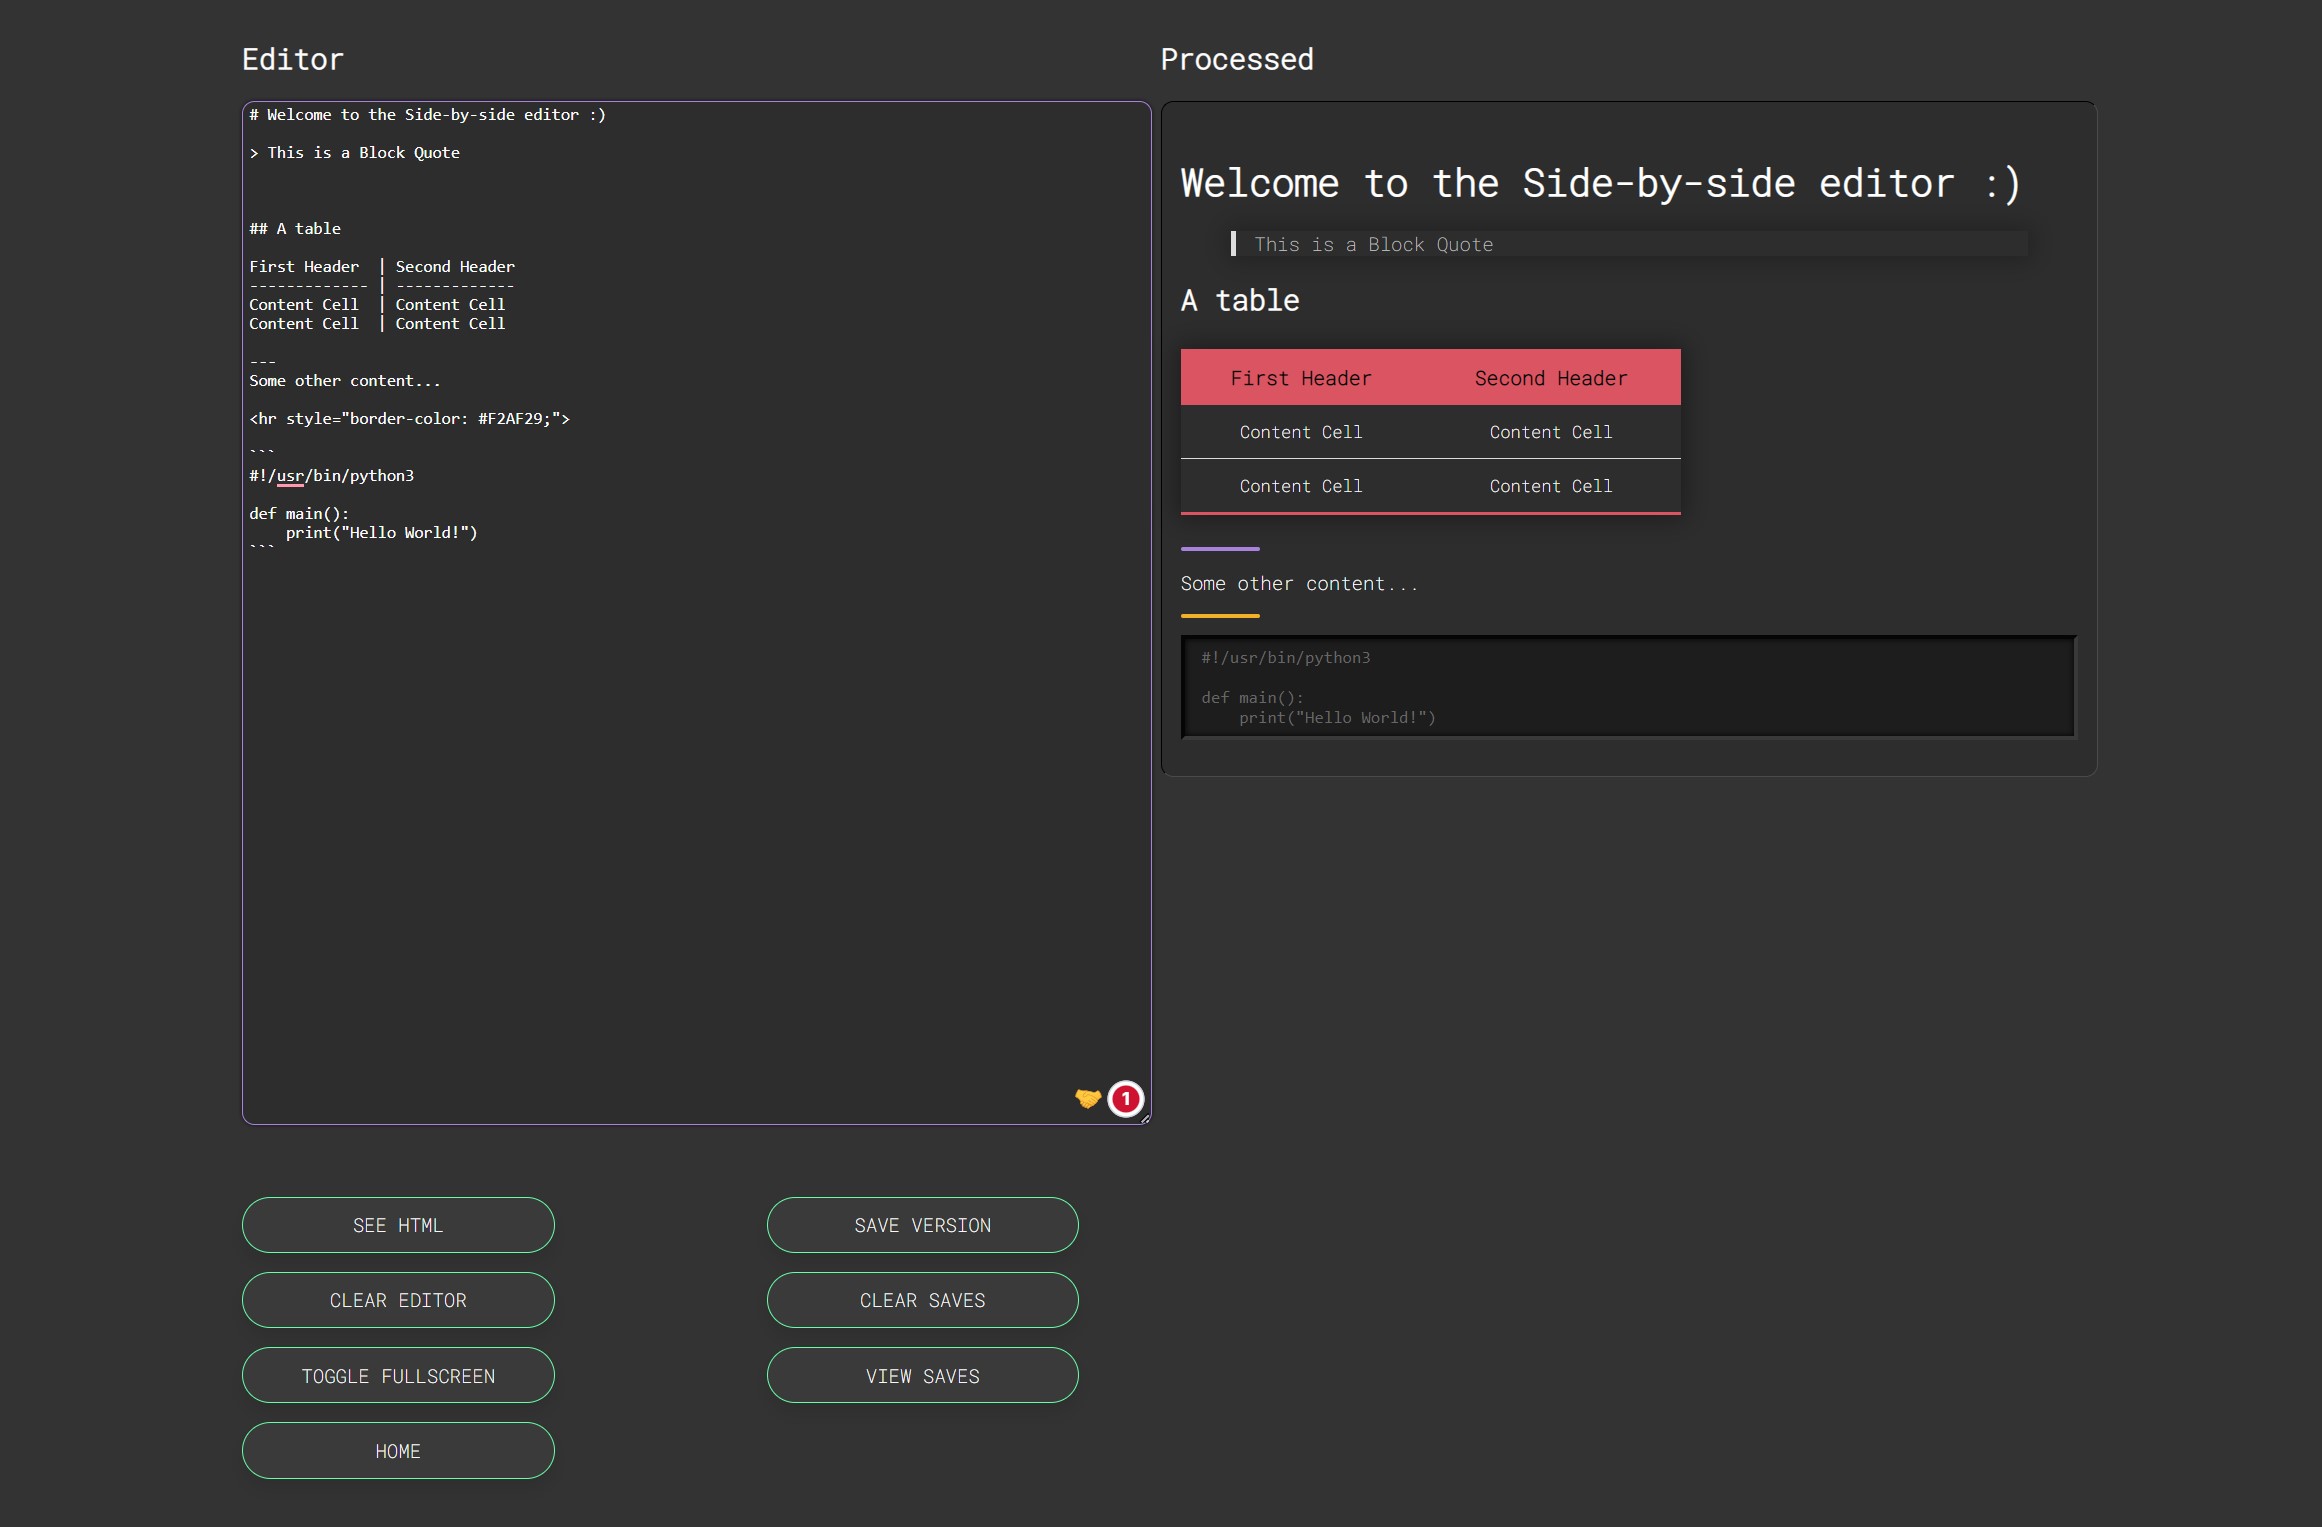 Editor
# Welcome to the Side-by-side editor :)
> This is a Block Quote
## A table
First Header  | Second Header
------------- | -------------
Content Cell  | Content Cell
Content Cell  | Content Cell
---
Some other content...
<hr style="border-color: #F2AF29;">
```
#!/usr/bin/python3
def main():
    print("Hello World!")
```
1
Processed
Welcome to the Side-by-side editor :)
This is a Block Quote
A table
First Header Second Header
Content Cell Content Cell
Content Cell Content Cell
Some other content...
#!/usr/bin/python3
def main():
    print("Hello World!")
SEE HTML
SAVE VERSION
CLEAR EDITOR
CLEAR SAVES
TOGGLE FULLSCREEN
VIEW SAVES
HOME